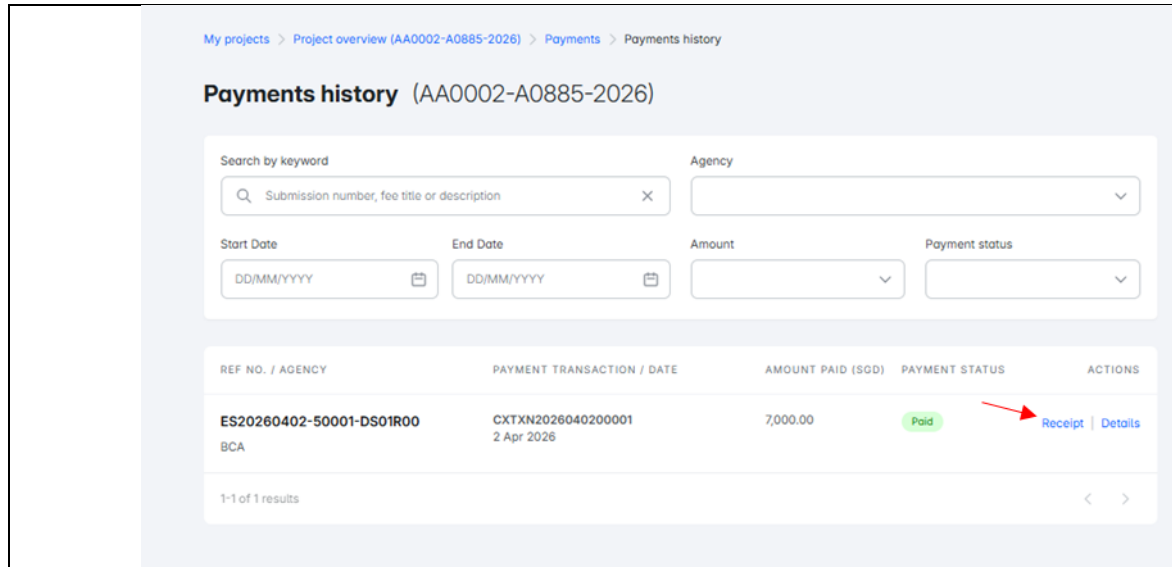 My projects > Project overview (AA0002-A0885-2026) > Payments > Payments history
Payments history (AA0002-A0885-2026)
Search by keyword
Agency
Submission number, fee title or description
Start Date
End Date
Amount
Payment status
DD/MM/YYYY
DD/MM/YYYY
REF NO. / AGENCY
PAYMENT TRANSACTION / DATE
AMOUNT PAID (SGD)
PAYMENT STATUS
ACTIONS
ES20260402-50001-DS01R00
CXTXN2026040200001
7,000.00
Paid
Receipt | Details
BCA
2 Apr 2026
1-1 of 1 results